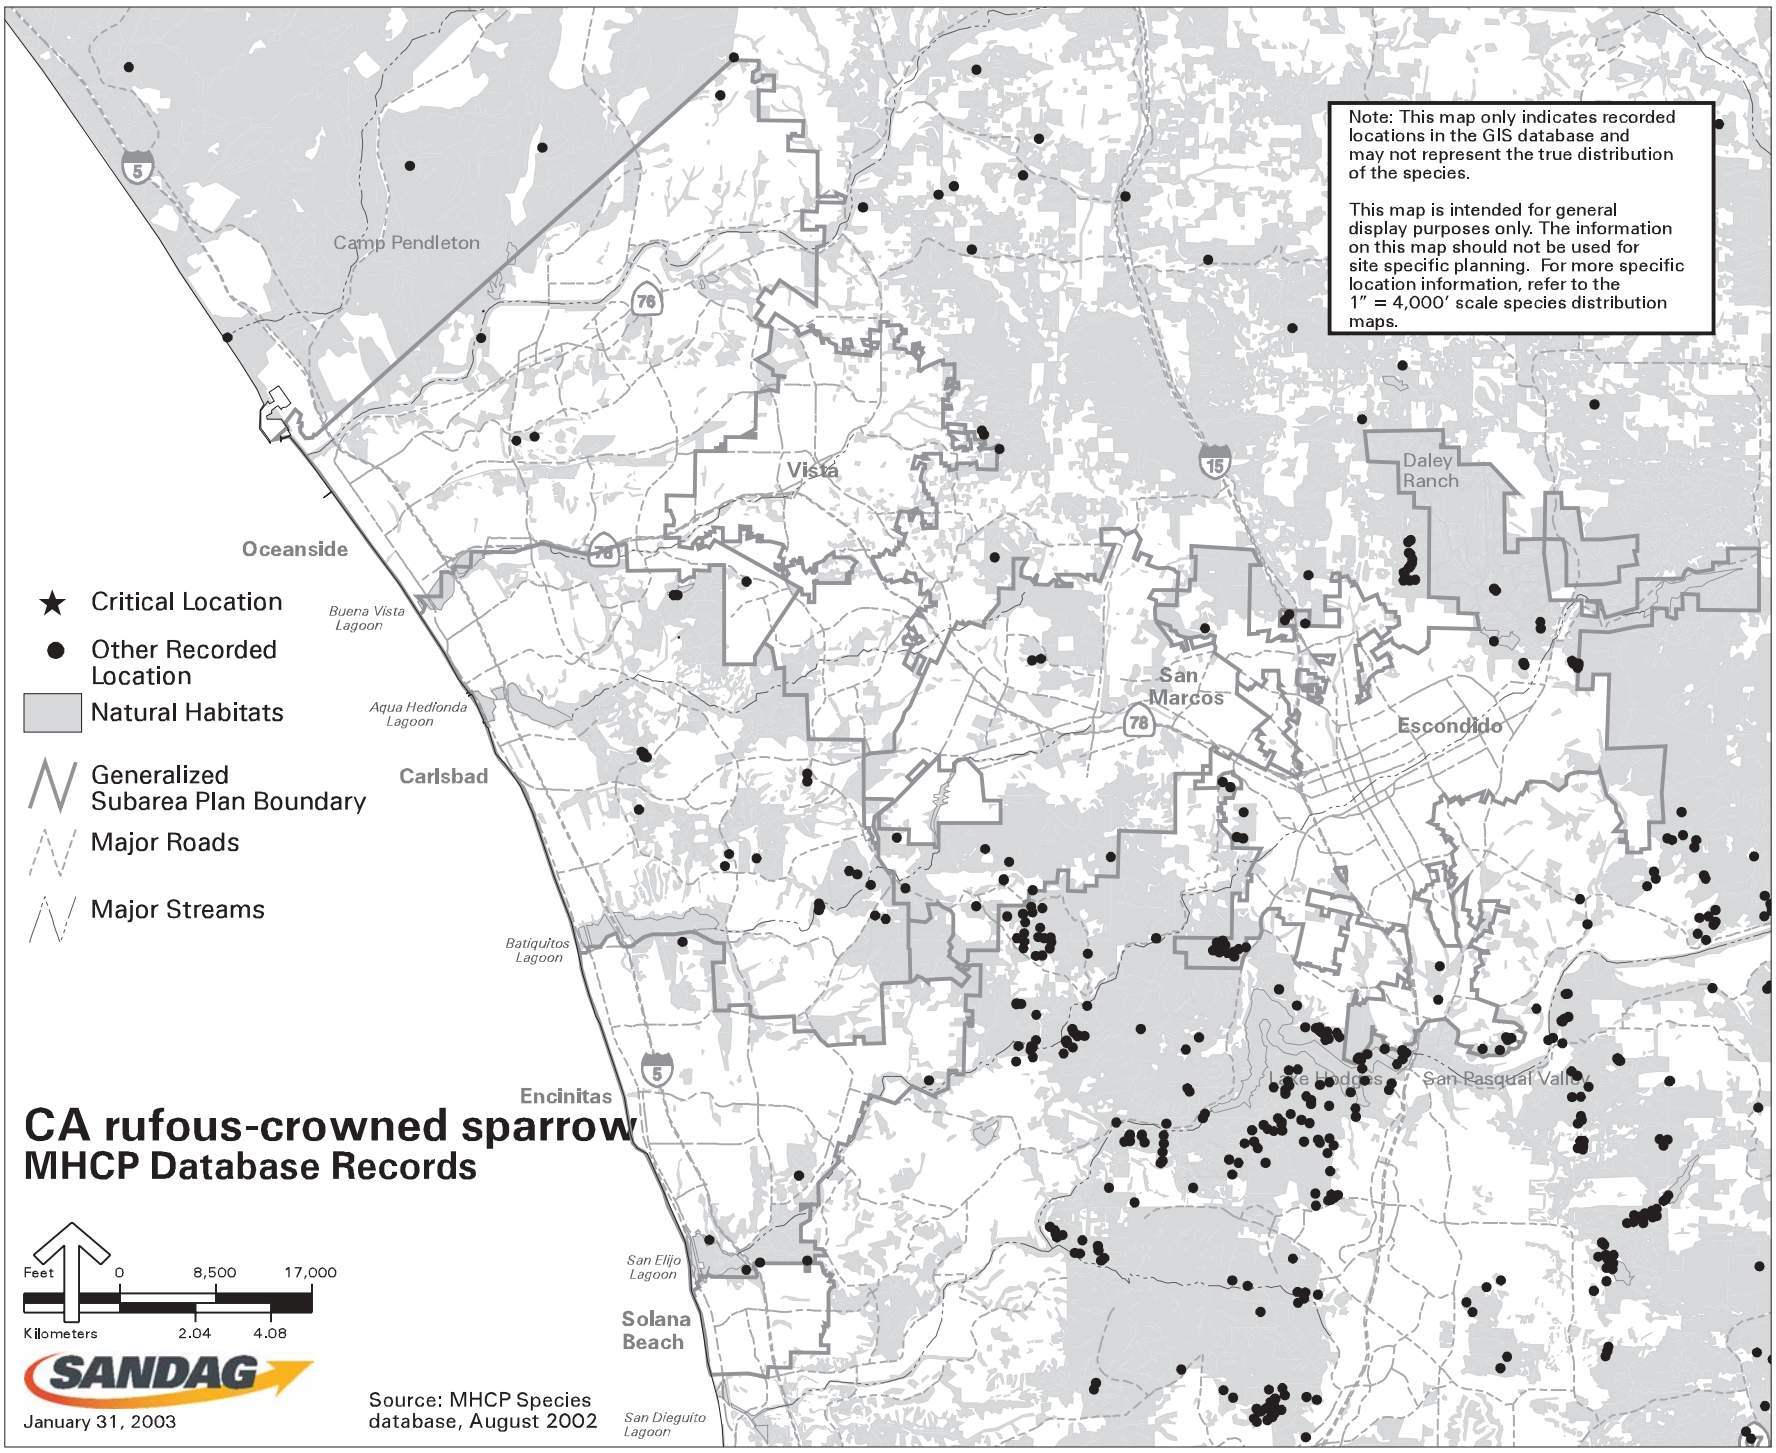 Note: This map only indicates recorded
locations in the GIS database and
may not represent the true distribution
of the species.
This map is intended for general
display purposes only. The information
on this map should not be used for
site specific planning. For more specific
location information, refer to the
1” = 4,000’ scale species distribution
maps.
5
Camp Pendleton
76
15
Daley
Ranch
Vista
Oceanside
78
Critical Location
Buena Vista
Lagoon
Other Recorded
Location
San
Marcos
Natural Habitats
Aqua Hedionda
Lagoon
78
Escondido
Generalized
Subarea Plan Boundary
Carlsbad
Major Roads
Major Streams
Batiquitos
Lagoon
5
Lake Hodges
San Pasqual Valley
Encinitas
CA rufous-crowned sparrow
MHCP Database Records
San Elijo
Lagoon
Feet 0 8,500 17,000
Kilometers 2.04 4.08
Solana
Beach
SANDAG
January 31, 2003
Source: MHCP Species
database, August 2002
San Dieguito
Lagoon